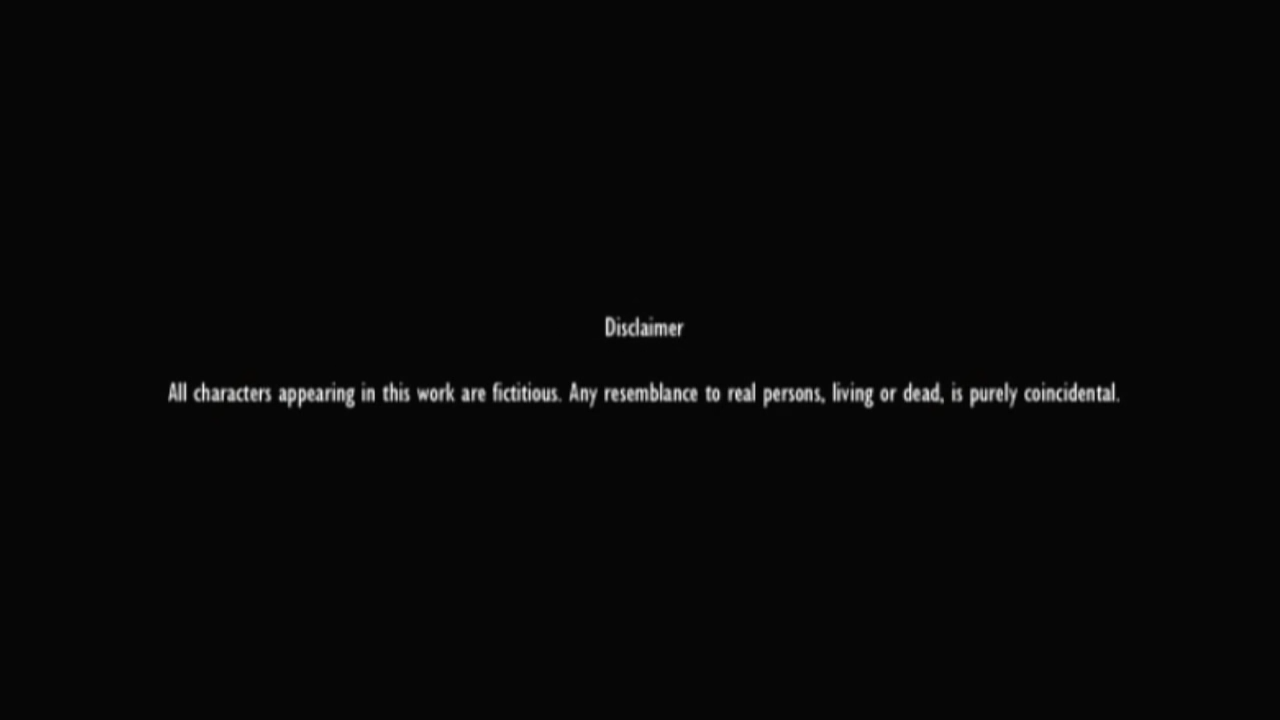 Disclaimer
All characters appearing in this work are fictitious. Any resemblance to real persons, living or dead, is purely coincidental.